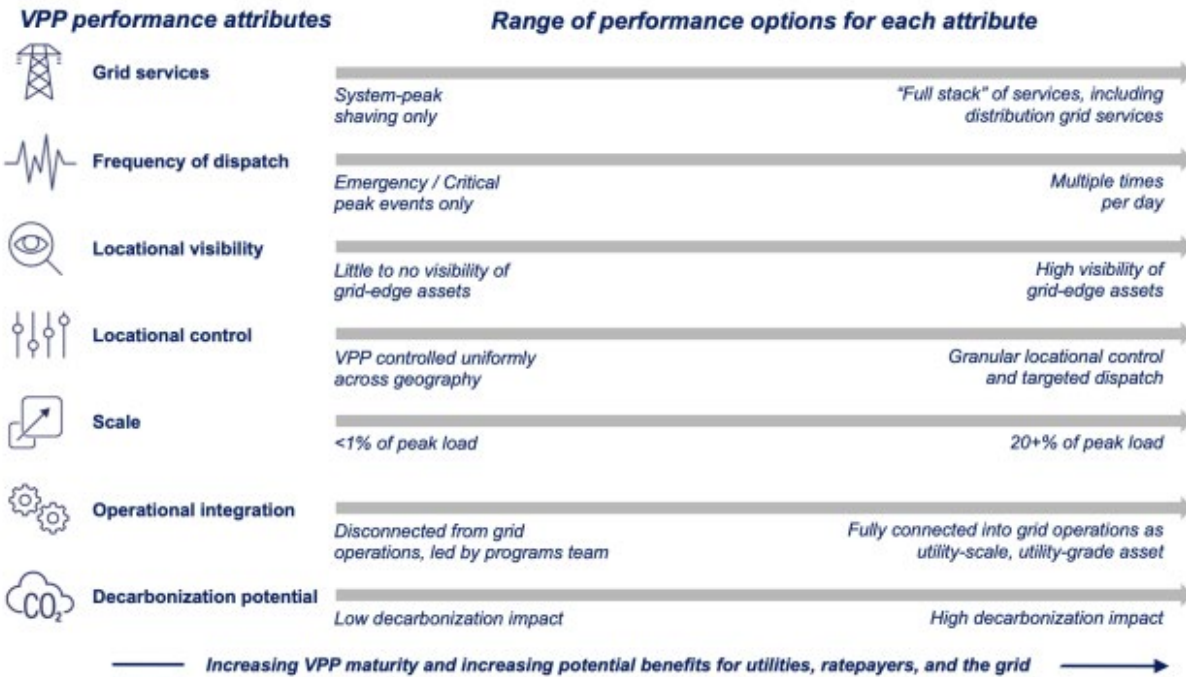 VPP performance attributes
Range of performance options for each attribute
Grid services
System-peak
shaving only
"Full stack" of services, including
distribution grid services
Frequency of dispatch
Emergency / Critical
peak events only
Multiple times
per day
Locational visibility
Little to no visibility of
grid-edge assets
High visibility of
grid-edge assets
Locational control
VPP controlled uniformly
across geography
Granular locational control
and targeted dispatch
Scale
<1% of peak load
20+% of peak load
Operational integration
Disconnected from grid
operations, led by programs team
Fully connected into grid operations as
utility-scale, utility-grade asset
CO2
Decarbonization potential
Low decarbonization impact
High decarbonization impact
Increasing VPP maturity and increasing potential benefits for utilities, ratepayers, and the grid